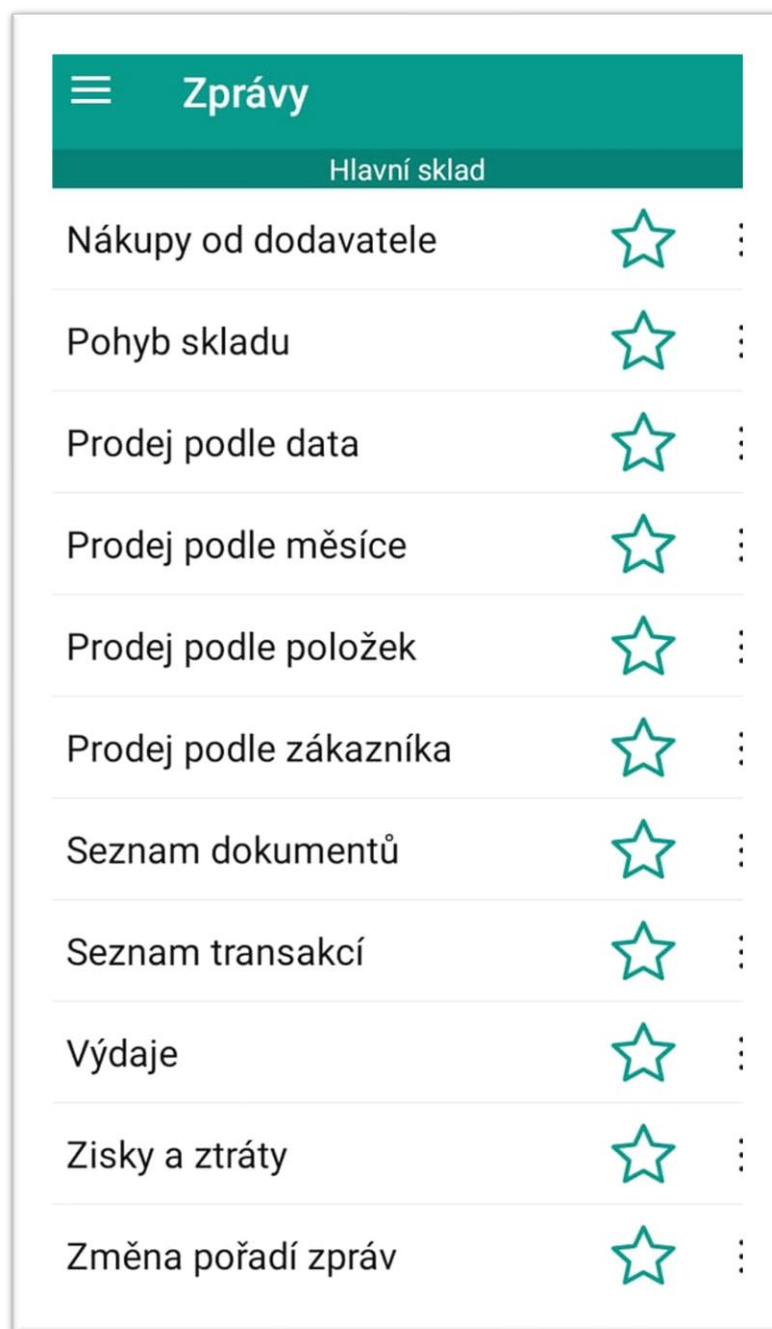 Zprávy
Hlavní sklad
Nákupy od dodavatele
Pohyb skladu
Prodej podle data
Prodej podle měsíce
Prodej podle položek
Prodej podle zákazníka
Seznam dokumentů
Seznam transakcí
Výdaje
Zisky a ztráty
Změna pořadí zpráv